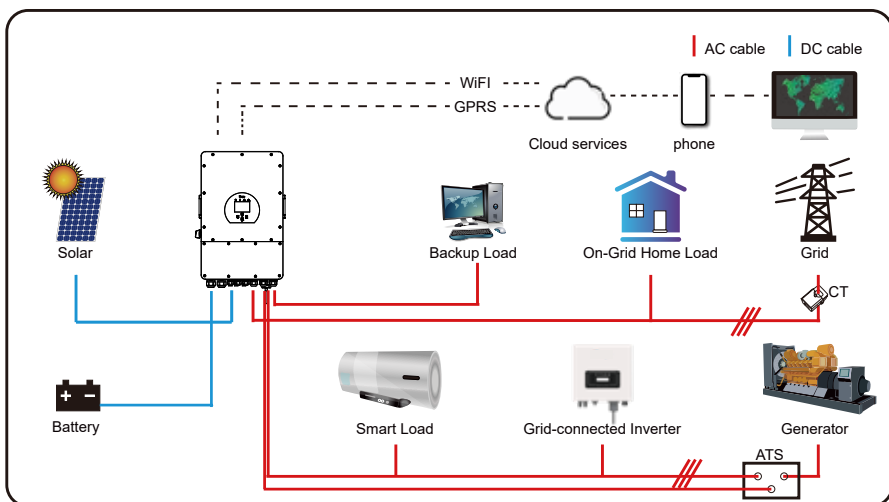 AC cable
DC cable
WiFI
GPRS
Cloud services
phone
Solar
Backup Load
On-Grid Home Load
Grid
CT
Battery
Smart Load
Grid-connected Inverter
Generator
ATS